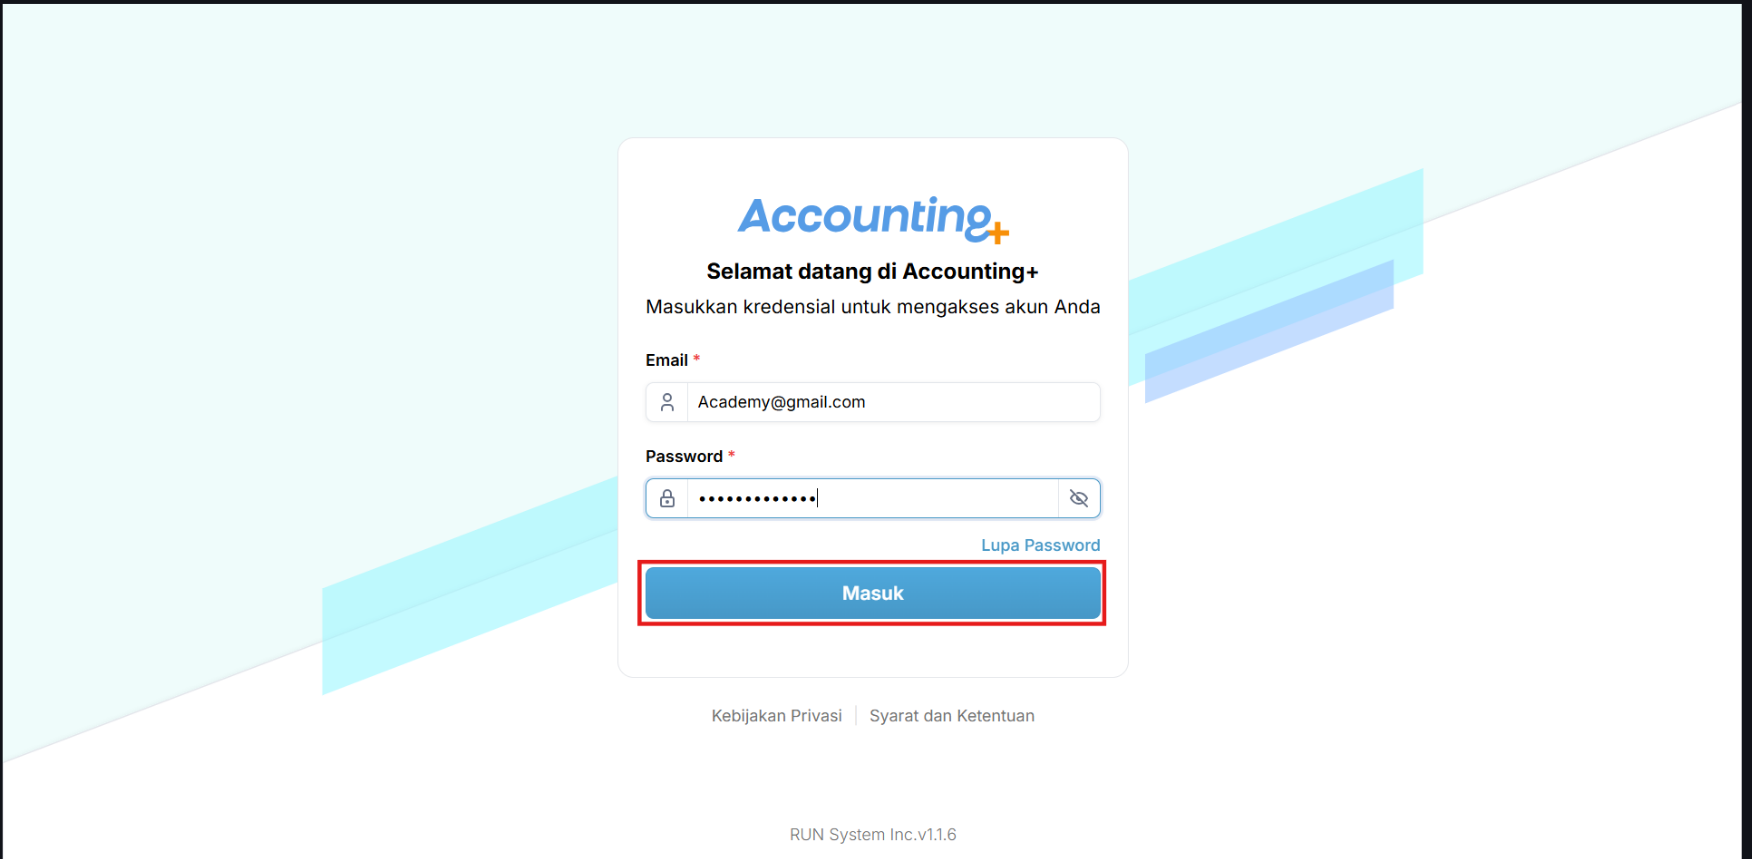 Accounting+
Selamat datang di Accounting+
Masukkan kredensial untuk mengakses akun Anda
Email *
Academy@gmail.com
Password *
•••••••••••••
Lupa Password
Masuk
Kebijakan Privasi | Syarat dan Ketentuan
RUN System Inc.v1.1.6